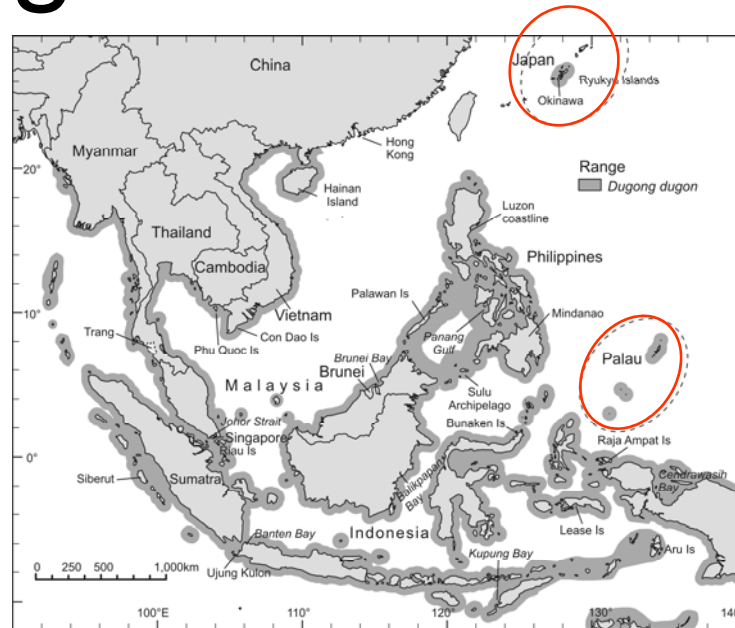 China
Japan
Ryukyu Islands
Okinawa
Myanmar
Hong
Kong
20°
Hainan
Island
Range
Dugong dugon
Luzon
coastline
Thailand
Philippines
Cambodia
Palawan Is
Vietnam
10°
Mindanao
Trang
Con Dao Is
Panang
Gulf
Phu Quoc Is
Brunei Bay
Palau
Brunei
Malaysia
Sulu
Archipelago
Johor Strait
Bunaken Is
Singapore
Riau Is
Raja Ampat Is
0°
Siberut
Sumatra
Balikpapan
Bay
Cendrawasih
Bay
Banten Bay
Indonesia
Lease Is
Kupung Bay
Aru Is
0 250 500 1,000km
Ujung Kulon
100°E 110° 120° 130° 140